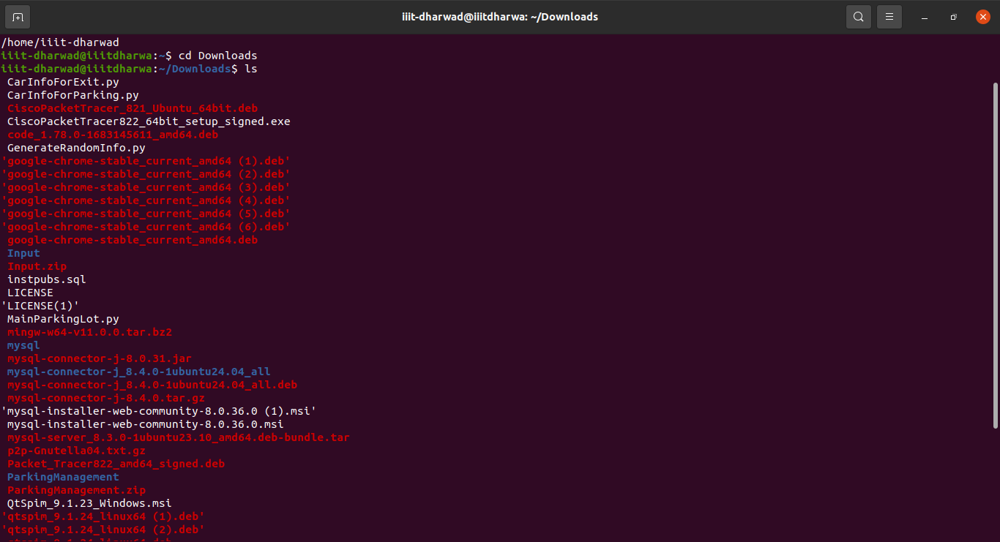 iiit-dharwad@iiitdharwa: ~/Downloads
/home/iiit-dharwad
iiit-dharwad@iiitdharwa:~$ cd Downloads
iiit-dharwad@iiitdharwa:~/Downloads$ ls
CarInfoForExit.py
CarInfoForParking.py
CiscoPacketTracer_821_Ubuntu_64bit.deb
CiscoPacketTracer822_64bit_setup_signed.exe
code_1.78.0-1683145611_amd64.deb
GenerateRandomInfo.py
'google-chrome-stable_current_amd64 (1).deb'
'google-chrome-stable_current_amd64 (2).deb'
'google-chrome-stable_current_amd64 (3).deb'
'google-chrome-stable_current_amd64 (4).deb'
'google-chrome-stable_current_amd64 (5).deb'
'google-chrome-stable_current_amd64 (6).deb'
google-chrome-stable_current_amd64.deb
Input
Input.zip
instpubs.sql
LICENSE
'LICENSE(1)'
MainParkingLot.py
mingw-w64-v11.0.0.tar.bz2
mysql
mysql-connector-j-8.0.31.jar
mysql-connector-j_8.4.0-1ubuntu24.04_all
mysql-connector-j_8.4.0-1ubuntu24.04_all.deb
mysql-connector-j-8.4.0.tar.gz
'mysql-installer-web-community-8.0.36.0 (1).msi'
mysql-installer-web-community-8.0.36.0.msi
mysql-server_8.3.0-1ubuntu23.10_amd64.deb-bundle.tar
p2p-Gnutella04.txt.gz
Packet_Tracer822_amd64_signed.deb
ParkingManagement
ParkingManagement.zip
QtSpim_9.1.23_Windows.msi
'qtspim_9.1.24_linux64 (1).deb'
'qtspim_9.1.24_linux64 (2).deb'
qtspim_9.1.24_linux64.deb